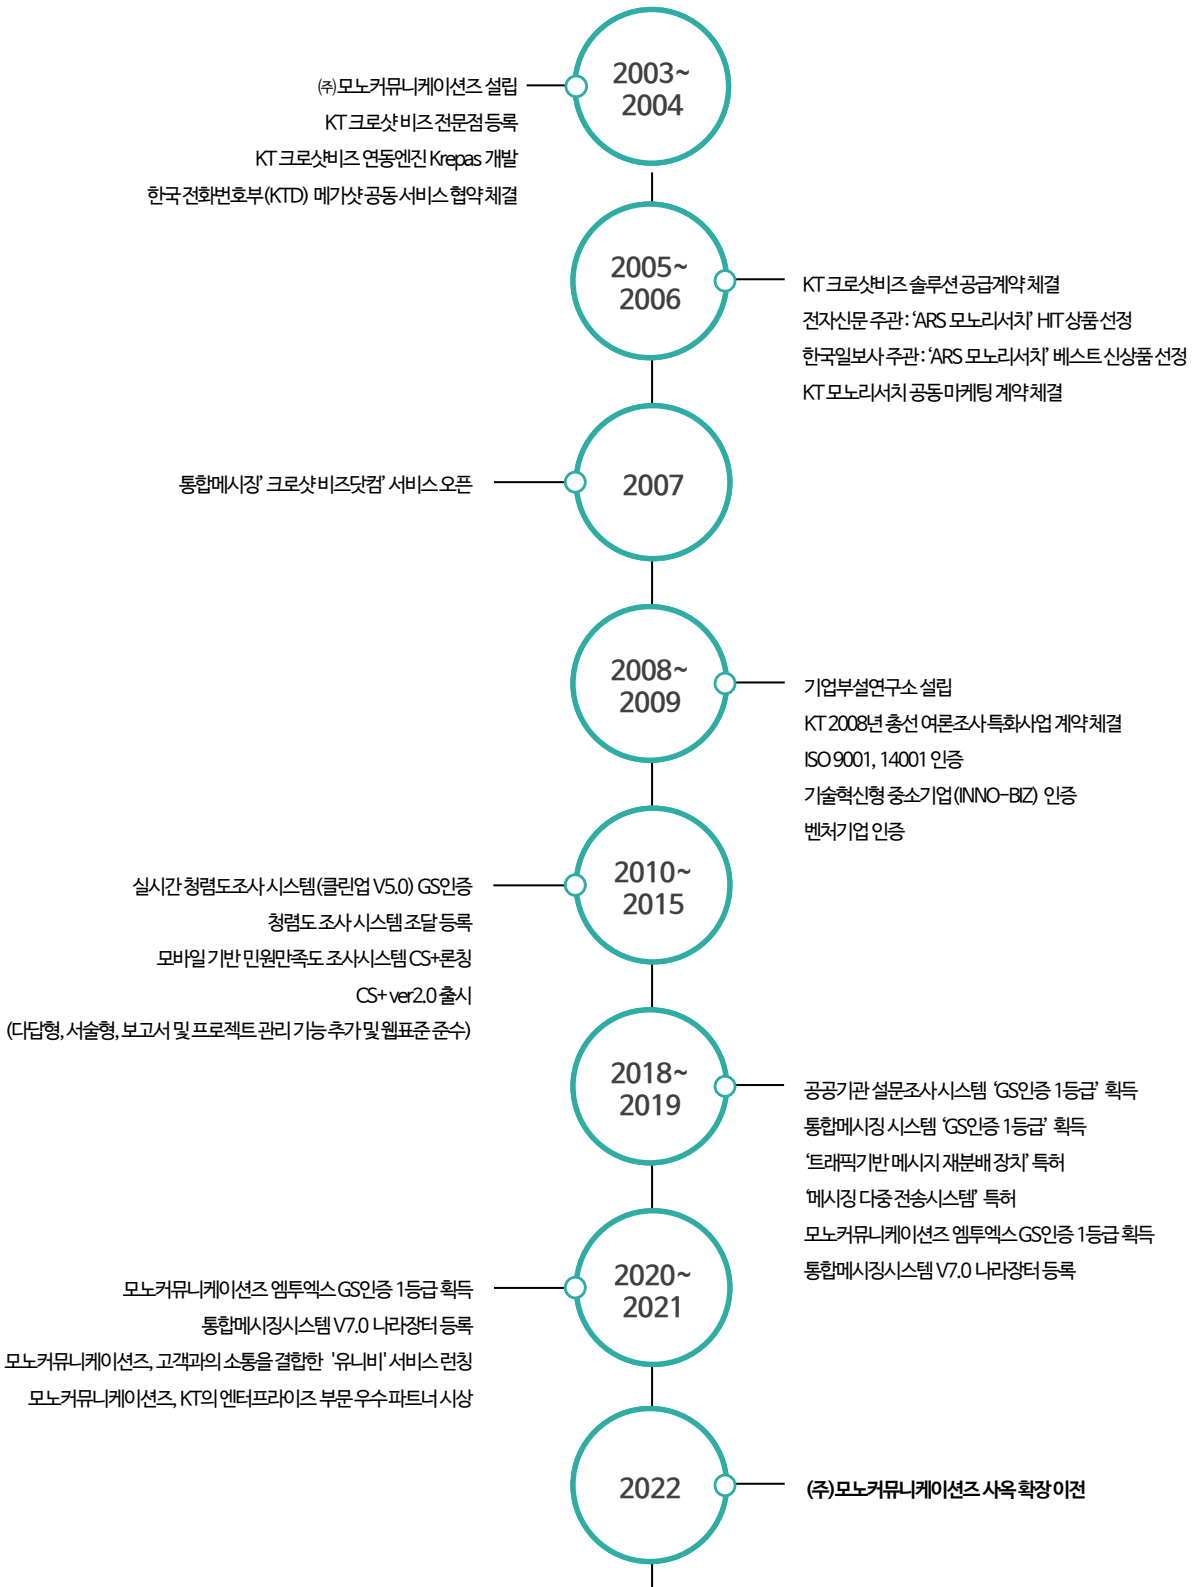 2003~
2004
㈜모노커뮤니케이션즈 설립
KT 크로샷 비즈 전문점 등록
KT 크로샷비즈 연동엔진 Krepas 개발
한국 전화번호부(KTD) 메가샷 공동 서비스 협약 체결
2005~
2006
KT 크로샷비즈 솔루션 공급계약 체결
전자신문 주관 : ‘ARS 모노리서치’ HIT 상품 선정
한국일보사 주관 : ‘ARS 모노리서치’ 베스트 신상품 선정
KT 모노리서치 공동 마케팅 계약 체결
2007
통합메시징’ 크로샷 비즈닷컴’ 서비스 오픈
2008~
2009
기업부설연구소 설립
KT 2008년 총선 여론조사 특화사업 계약 체결
ISO 9001, 14001 인증
기술혁신형 중소기업(INNO-BIZ) 인증
벤처기업 인증
2010~
2015
실시간 청렴도조사 시스템(클린업 V5.0) GS인증
청렴도 조사 시스템 조달 등록
모바일 기반 민원만족도 조사시스템 CS+론칭
CS+ ver2.0 출시
(다답형, 서술형, 보고서 및 프로젝트 관리 기능 추가 및 웹표준 준수)
2018~
2019
공공기관 설문조사 시스템 ‘GS인증 1등급’ 획득
통합메시징 시스템 ‘GS인증 1등급’ 획득
‘트래픽기반 메시지 재분배 장치’ 특허
‘메시징 다중 전송시스템’ 특허
모노커뮤니케이션즈 엠투엑스 GS인증 1등급 획득
통합메시징시스템 V7.0 나라장터 등록
2020~
2021
모노커뮤니케이션즈 엠투엑스 GS인증 1등급 획득
통합메시징시스템 V7.0 나라장터 등록
모노커뮤니케이션즈, 고객과의 소통을 결합한 '유니비' 서비스 런칭
모노커뮤니케이션즈, KT의 엔터프라이즈 부문 우수 파트너 시상
2022
(주)모노커뮤니케이션즈 사옥 확장 이전